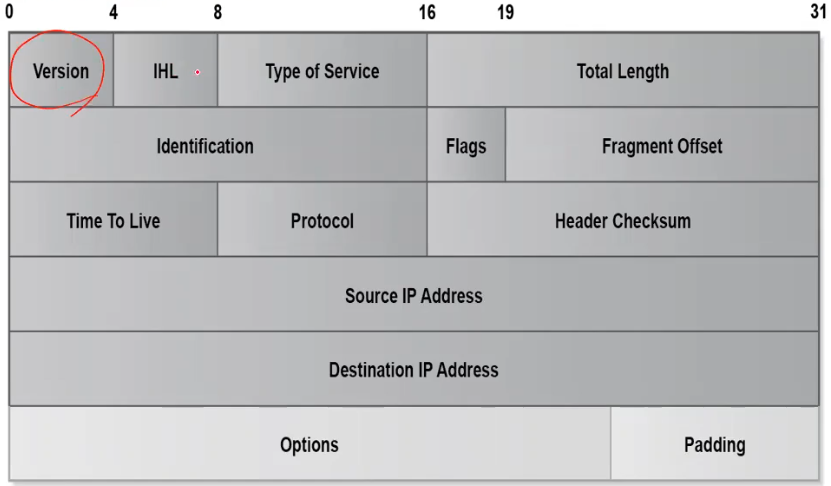 0 4 8 16 19 31
Version IHL Type of Service Total Length
Identification Flags Fragment Offset
Time To Live Protocol Header Checksum
Source IP Address
Destination IP Address
Options Padding